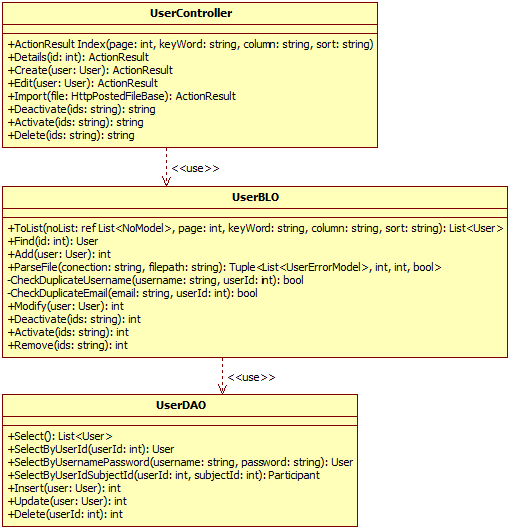 UserController
+ActionResult Index(page: int, keyWord: string, column: string, sort: string)
+Details(id: int): ActionResult
+Create(user: User): ActionResult
+Edit(user: User): ActionResult
+Import(file: HttpPostedFileBase): ActionResult
+Deactivate(ids: string): string
+Activate(ids: string): string
+Delete(ids: string): string
<<use>>
UserBLO
+ToList(noList: ref List<NoModel>, page: int, keyWord: string, column: string, sort: string): List<User>
+Find(id: int): User
+Add(user: User): int
+ParseFile(conection: string, filepath: string): Tuple<List<UserErrorModel>, int, int, bool>
-CheckDuplicateUsername(username: string, userId: int): bool
-CheckDuplicateEmail(email: string, userId: int): bool
+Modify(user: User): int
+Deactivate(ids: string): int
+Activate(ids: string): int
+Remove(ids: string): int
<<use>>
UserDAO
+Select(): List<User>
+SelectByUserId(userId: int): User
+SelectByUsernamePassword(username: string, password: string): User
+SelectByUserIdSubjectId(userId: int, subjectId: int): Participant
+Insert(user: User): int
+Update(user: User): int
+Delete(userId: int): int